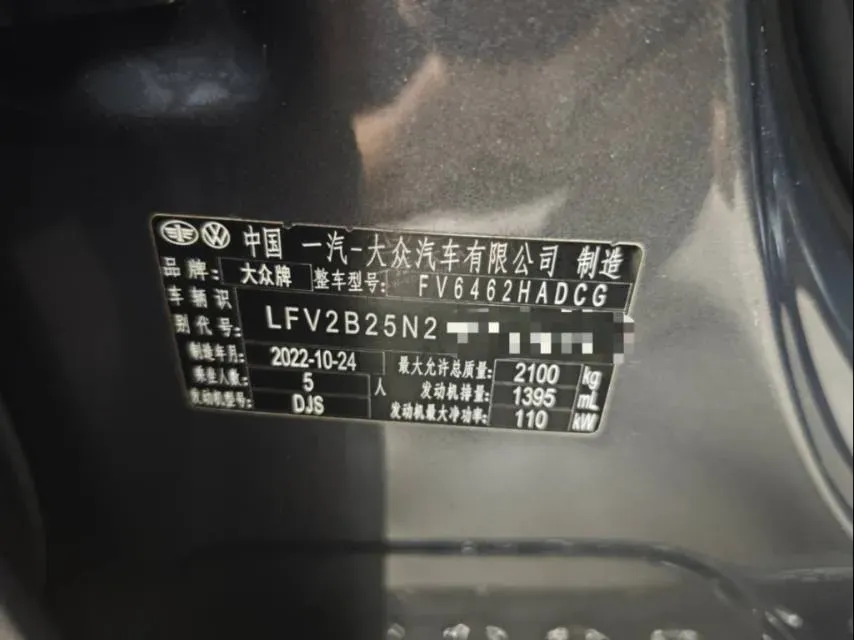 中国 一汽-大众汽车有限公司 制造
品牌: 大众牌 整车型号: FV6462HADCG
车辆识别代号: LFV2B25N2
制造年月: 2022-10-24 最大允许总质量: 2100 kg
乘坐人数: 5 人 发动机排量: 1395 mL
发动机型号: DJS 发动机最大净功率: 110 kW